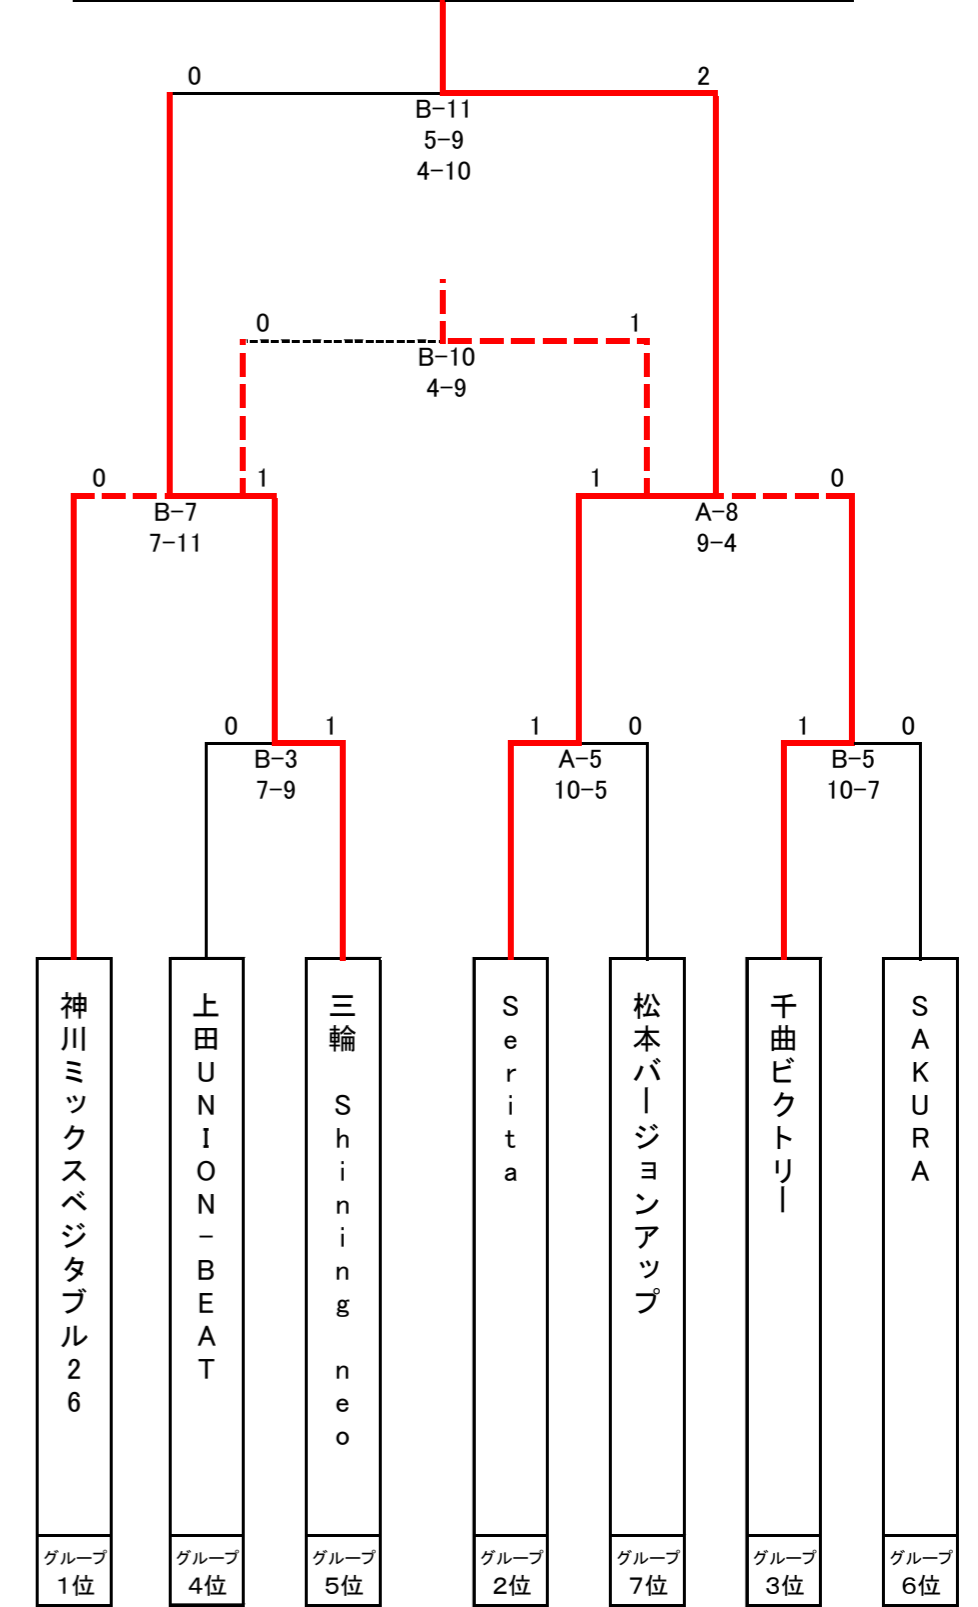 0
2
B-11
5-9
4-10
0
1
B-10
4-9
0
1
B-7
7-11
1
0
A-8
9-4
0
1
B-3
7-9
1
0
A-5
10-5
1
0
B-5
10-7
神川ミックスベジタブル26
上田UNION-BEAT
三輪 Shining neo
Serita
松本バージョンアップ
千曲ビクトリー
SAKURA
グループ
1位
グループ
4位
グループ
5位
グループ
2位
グループ
7位
グループ
3位
グループ
6位